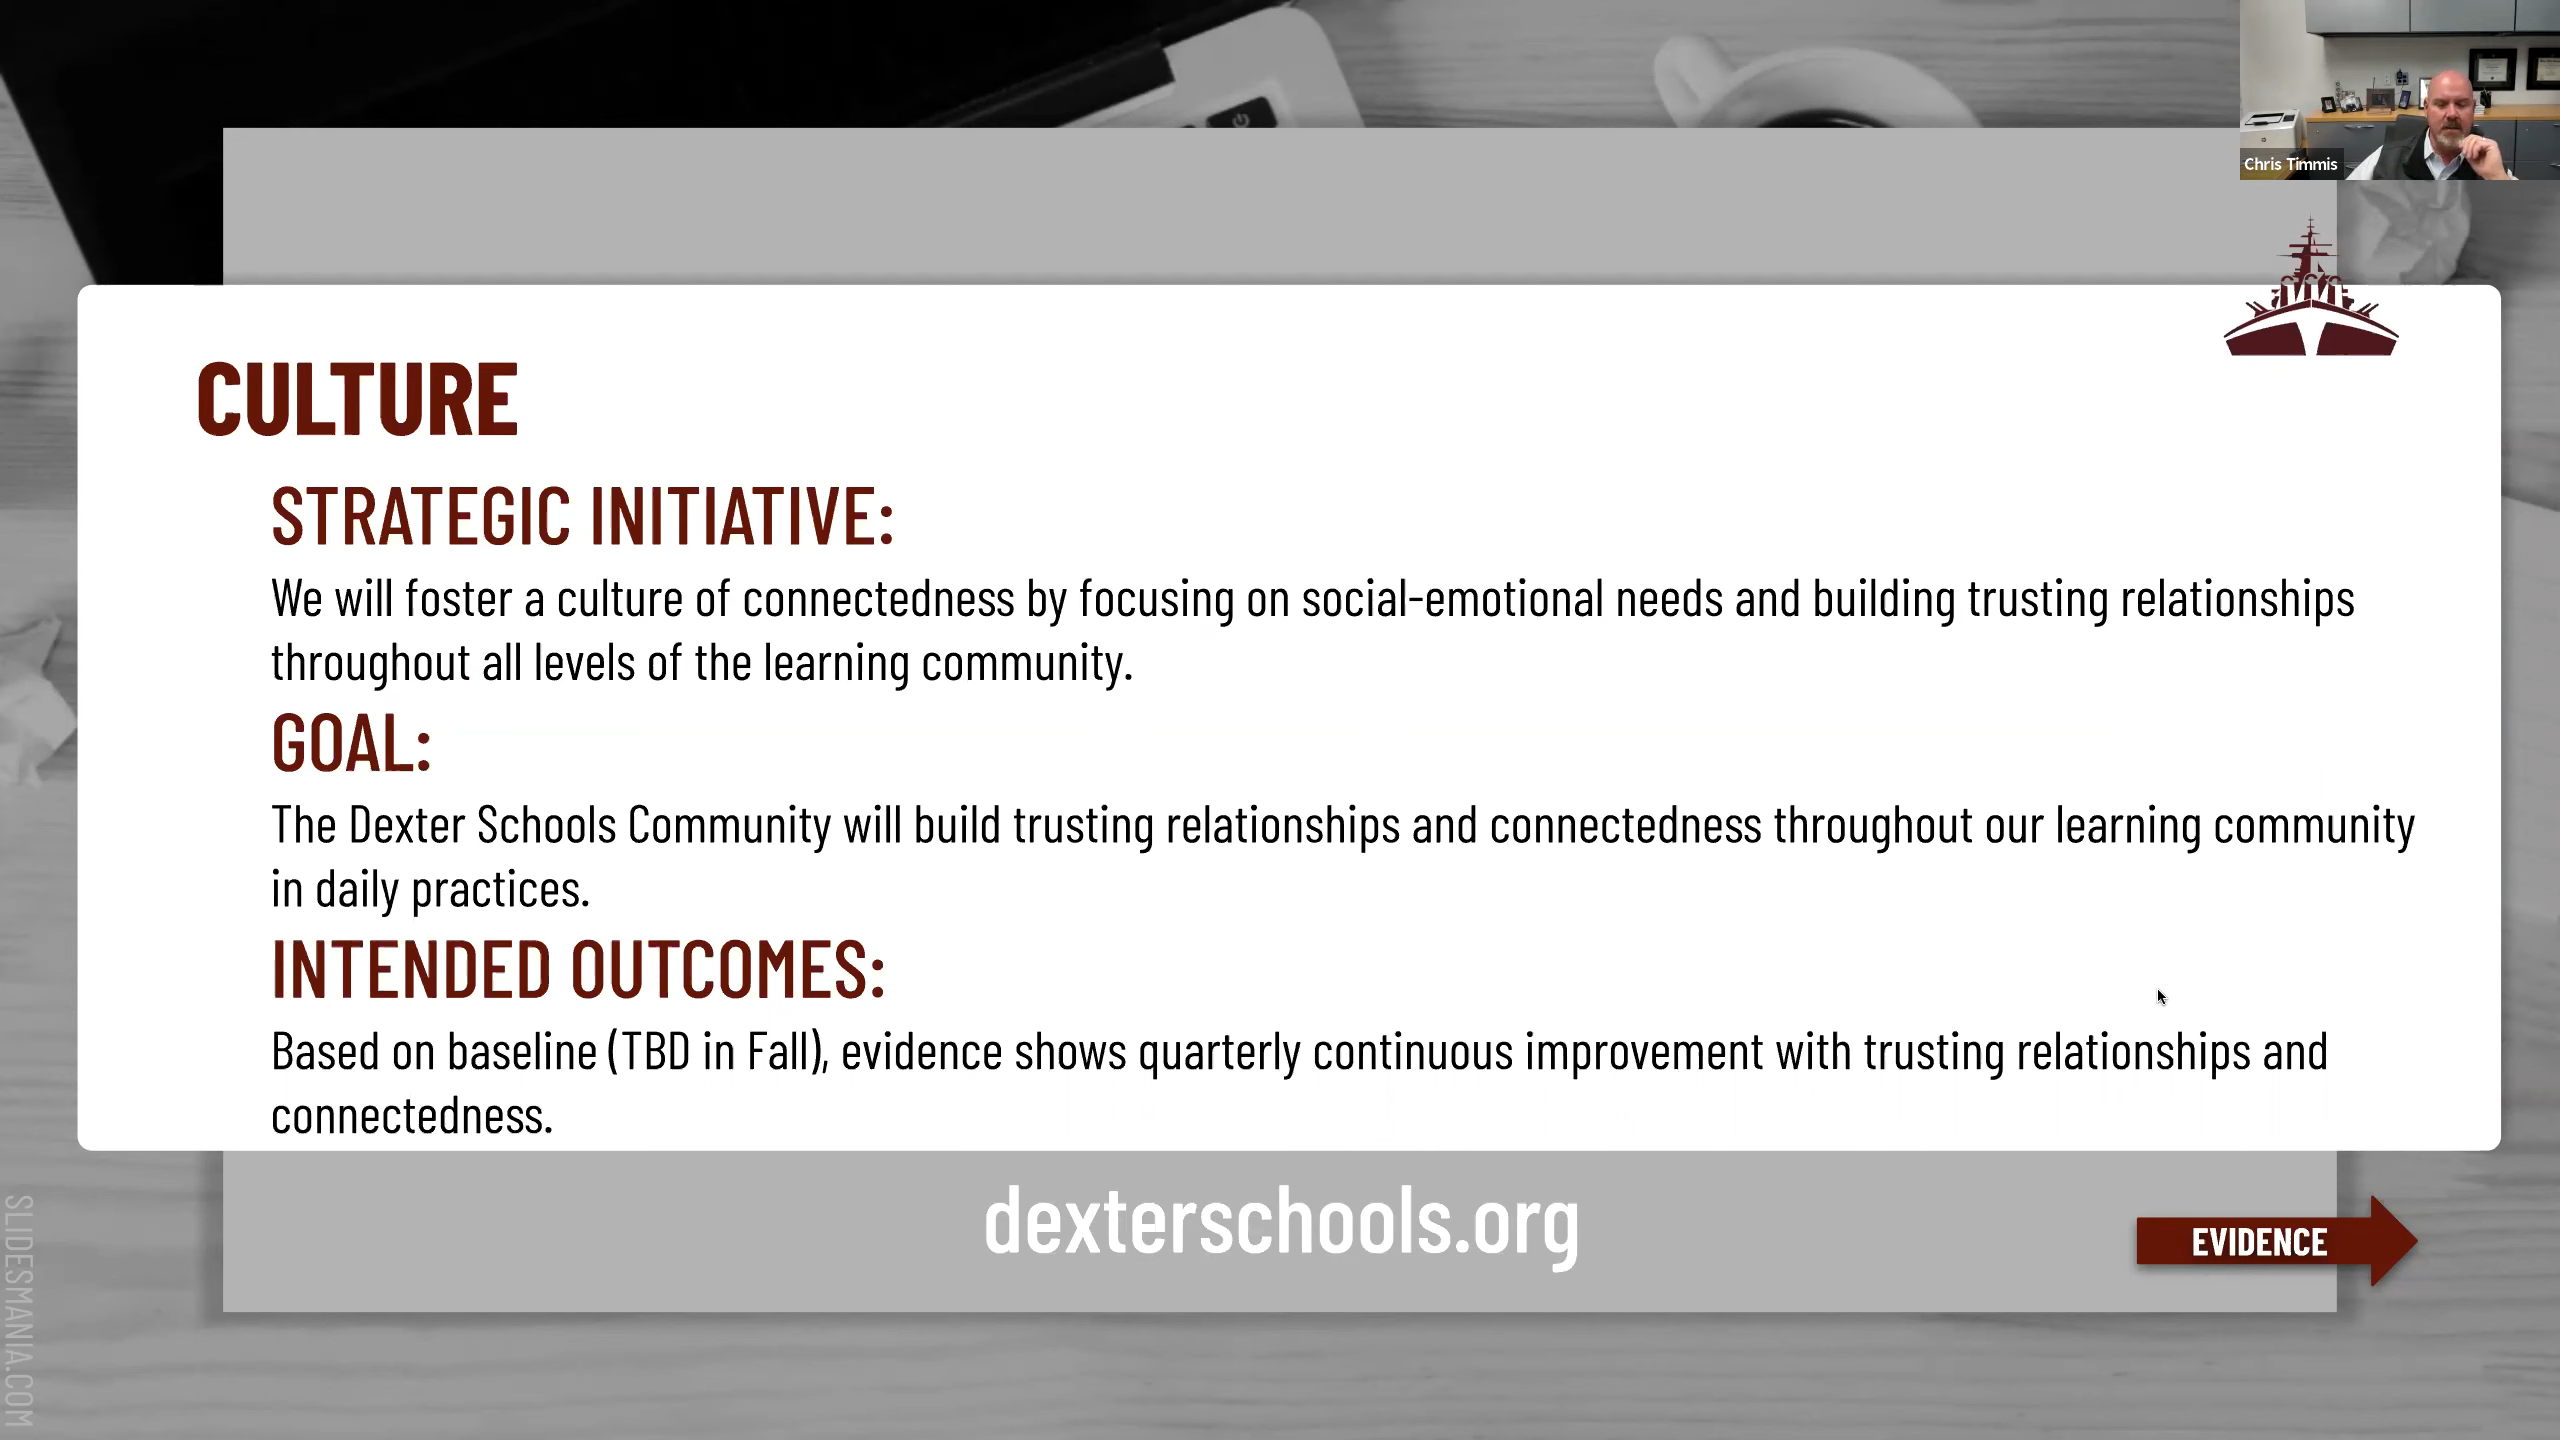 Chris Timmis
CULTURE
STRATEGIC INITIATIVE:
We will foster a culture of connectedness by focusing on social-emotional needs and building trusting relationships
throughout all levels of the learning community.
GOAL:
The Dexter Schools Community will build trusting relationships and connectedness throughout our learning community
in daily practices.
INTENDED OUTCOMES:
Based on baseline (TBD in Fall), evidence shows quarterly continuous improvement with trusting relationships and
connectedness.
dexterschools.org
EVIDENCE
SLIDESMANIA.COM